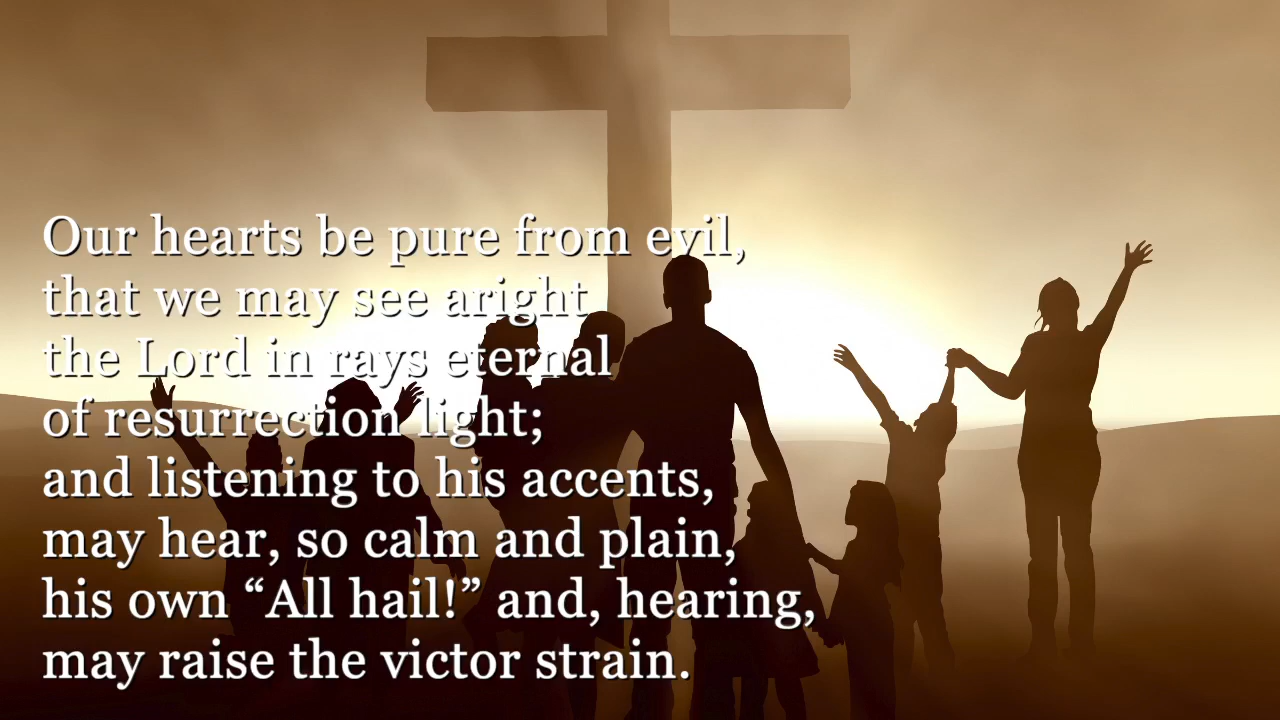 Our hearts be pure from evil,
that we may see aright
the Lord in rays eternal
of resurrection light;
and listening to his accents,
may hear, so calm and plain,
his own “All hail!” and, hearing,
may raise the victor strain.